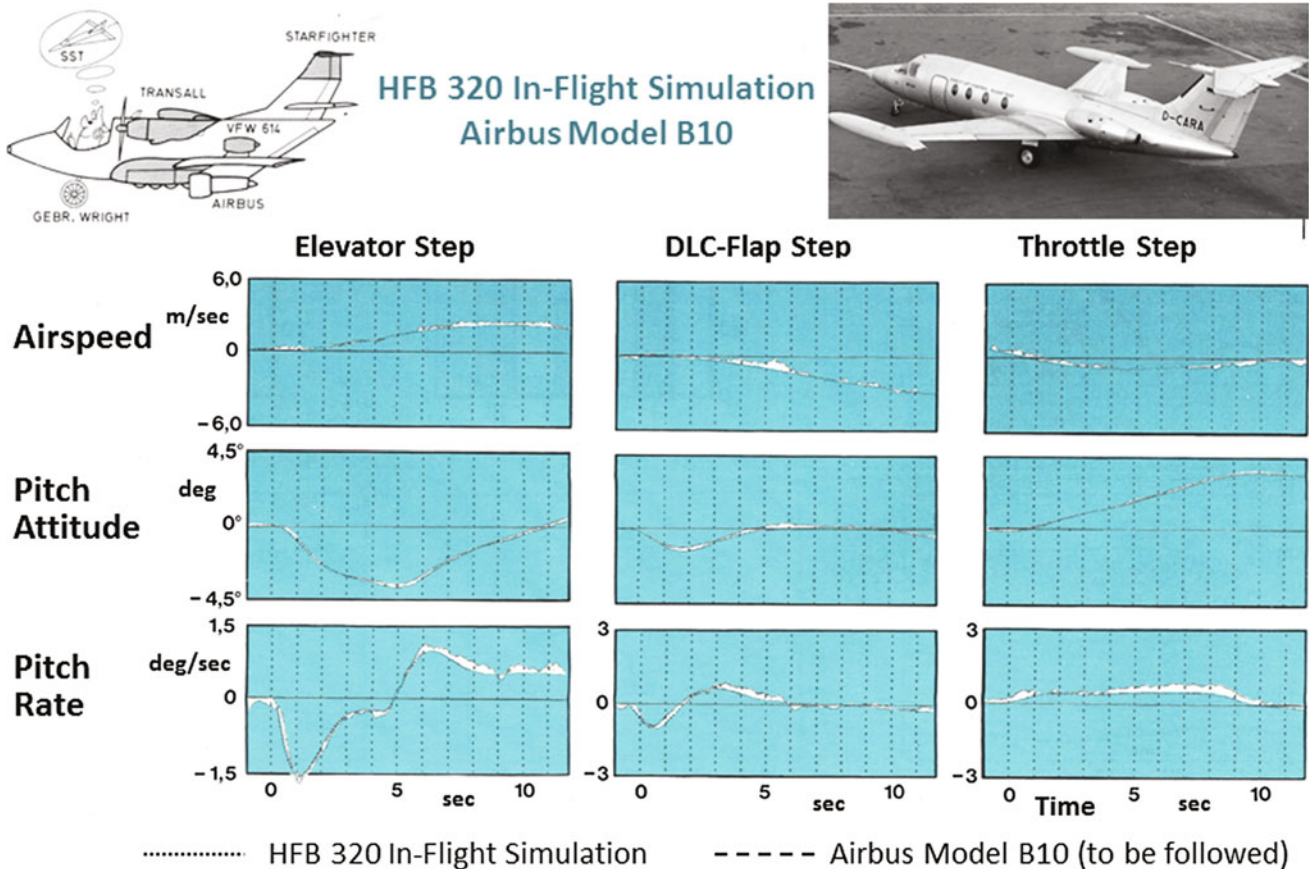 STARFIGHTER
SST
TRANSALL
VFW 614
AIRBUS
GEBR. WRIGHT
HFB 320 In-Flight Simulation
Airbus Model B10
D-CARA
Elevator Step
DLC-Flap Step
Throttle Step
Airspeed
6,0
m/sec
0
-6,0
Pitch
Attitude
4,5°
deg
0°
-4,5°
Pitch
Rate
1,5
deg/sec
0
-1,5
3
0
-3
3
0
-3
0 5 sec 10
0 5 sec 10
0 Time 5 sec 10
HFB 320 In-Flight Simulation
Airbus Model B10 (to be followed)